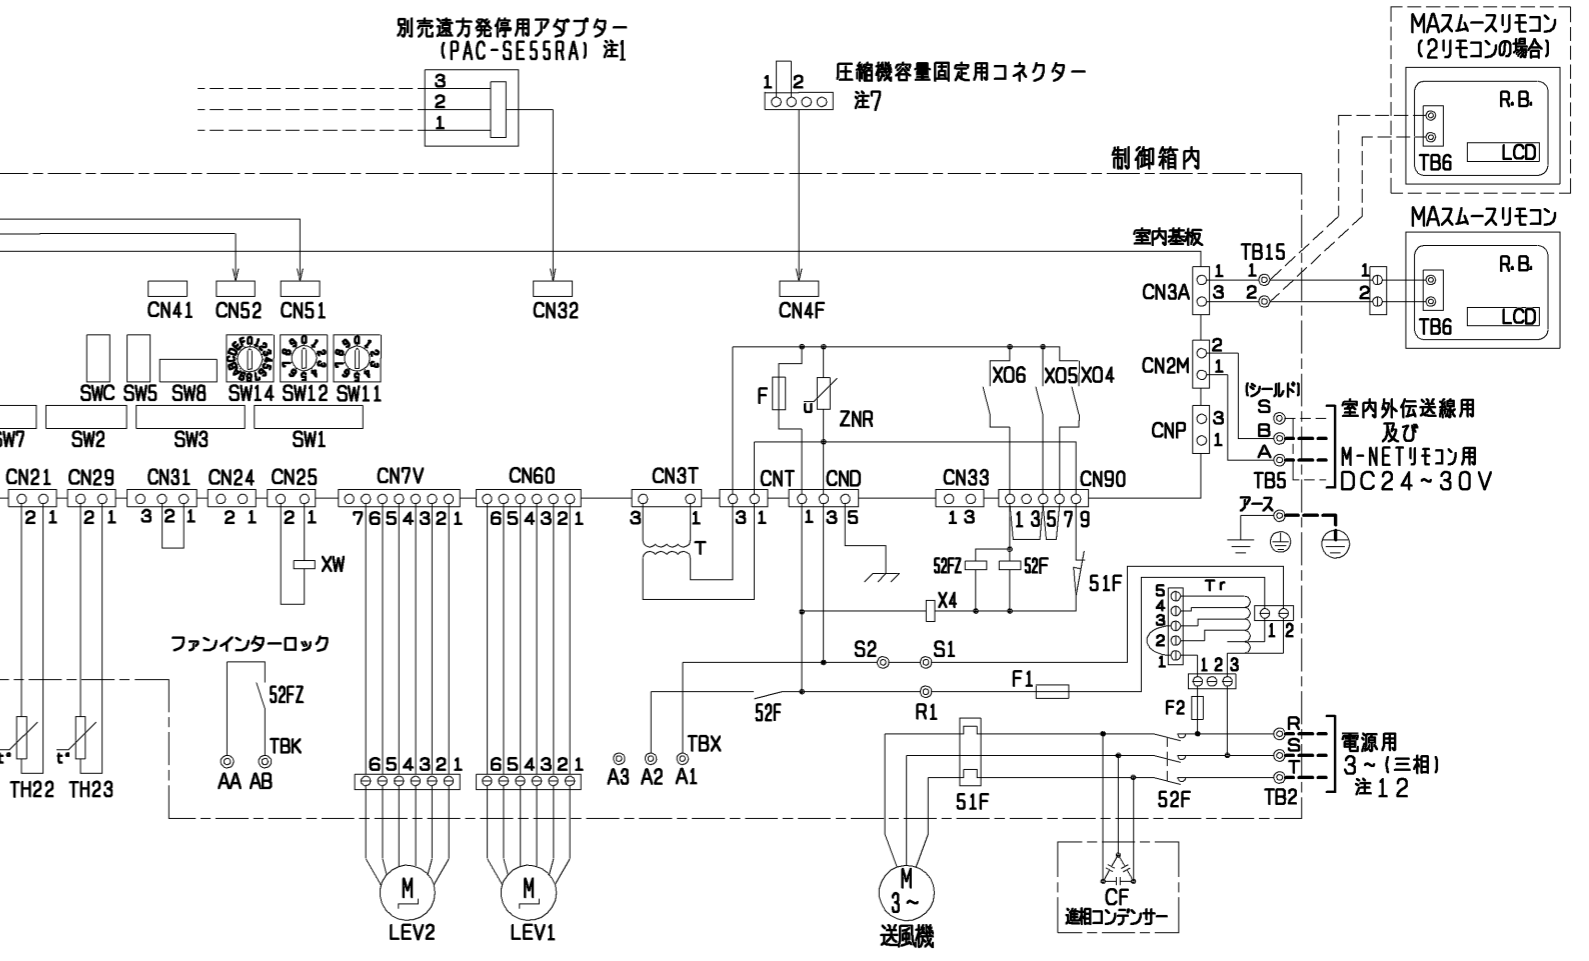 別売遠方発停用アダプター
(PAC-SE55RA) 注1
3
2
1
1 2
圧縮機容量固定用コネクター
注7
MAスムースリモコン
(2リモコンの場合)
R.B.
LCD
TB6
制御箱内
MAスムースリモコン
R.B.
LCD
TB6
室内基板
TB15
CN3A
1 1 1
3 2 2
CN41 CN52 CN51 CN32 CN4F
SWC SW5 SW8 SW14 SW12 SW11
SW7 SW2 SW3 SW1
F
u
ZNR
X06 X05 X04
CN2M
2
1
CNP
3
1
(シールド)
S
B
A
TB5
室内外伝送線用
及び
M-NETリモコン用
DC24~30V
アース
CN21 CN29 CN31 CN24 CN25 CN7V CN60 CN3T CNT CND CN33 CN90
2 1 2 1 3 2 1 2 1 2 1 7 6 5 4 3 2 1 6 5 4 3 2 1 3 1 3 1 1 3 5 1 3 1 3 5 7 9
XW
T
52FZ 52F
51F
X4
5
4
3
2
1
Tr
1 2
1 2 3
ファンインターロック
52FZ
TBK
AA AB
S2 S1
F1
52F
R1
F2
TBX
A3 A2 A1
t°
TH22
t°
TH23
6 5 4 3 2 1
6 5 4 3 2 1
51F
52F
R
S
T
TB2
電源用
3~(三相)
注12
M
LEV2
M
LEV1
M
3~
送風機
CF
進相コンデンサー